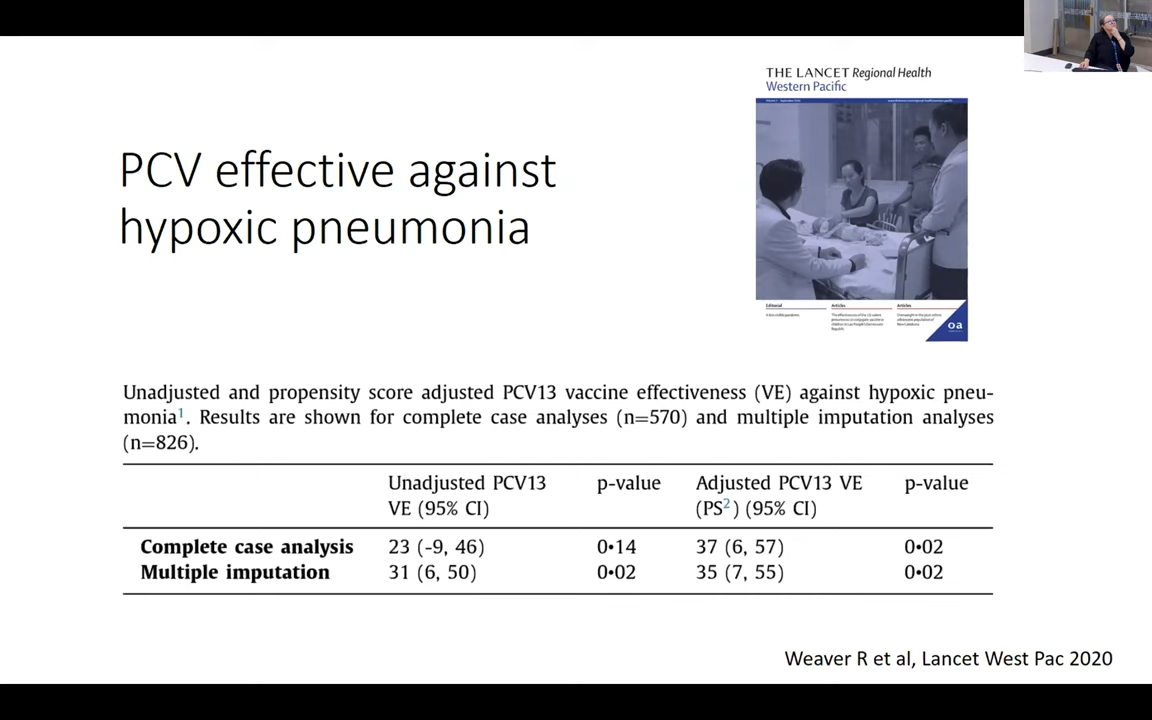 THE LANCET Regional Health
Western Pacific
PCV effective against
hypoxic pneumonia
Editorial
Articles
Articles
oa
Unadjusted and propensity score adjusted PCV13 vaccine effectiveness (VE) against hypoxic pneu-
monia1. Results are shown for complete case analyses (n=570) and multiple imputation analyses
(n=826).
Unadjusted PCV13 p-value Adjusted PCV13 VE p-value
VE (95% CI) (PS2) (95% CI)
Complete case analysis 23 (-9, 46) 0·14 37 (6, 57) 0·02
Multiple imputation 31 (6, 50) 0·02 35 (7, 55) 0·02
Weaver R et al, Lancet West Pac 2020